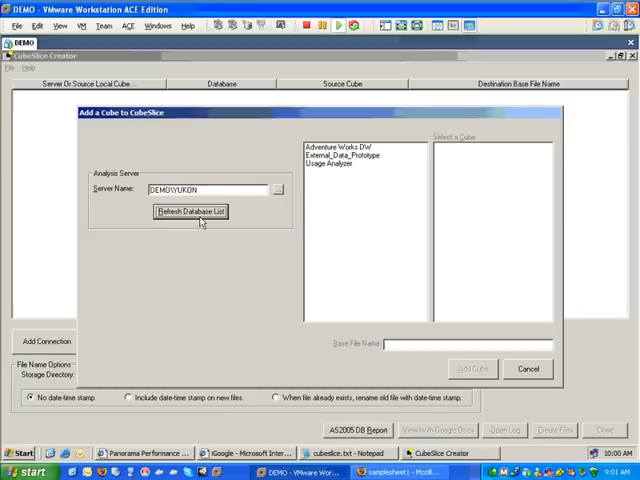 DEMO - VMware Workstation ACE Edition
File Edit View VM Team Windows Help
DEMO
CubeSlice Creator
File Help
Server Or Source Local Cube... Database Source Cube Destination Base File Name
Add a Cube to CubeSlice
Select a Cube
Adventure Works DW
External_Data_Prototype
Usage Analyzer
Analysis Server
Server Name: DEMO\YUKON ...
Refresh Database List
Add Connection
Base File Name
File Name Options
Storage Directory:
Add Cube Cancel
No date-time stamp Include date-time stamp on new files. When file already exists, rename old file with date-time stamp.
AS2005 DB Report View With Google Docs Open Log Create Files Close
Start Panorama Performance ... iGoogle - Microsoft Inter... cubeslice.txt - Notepad CubeSlice Creator 10:00 AM
start DEMO - VMware Wor... samplesheet1 - Mozil... 9:01 AM